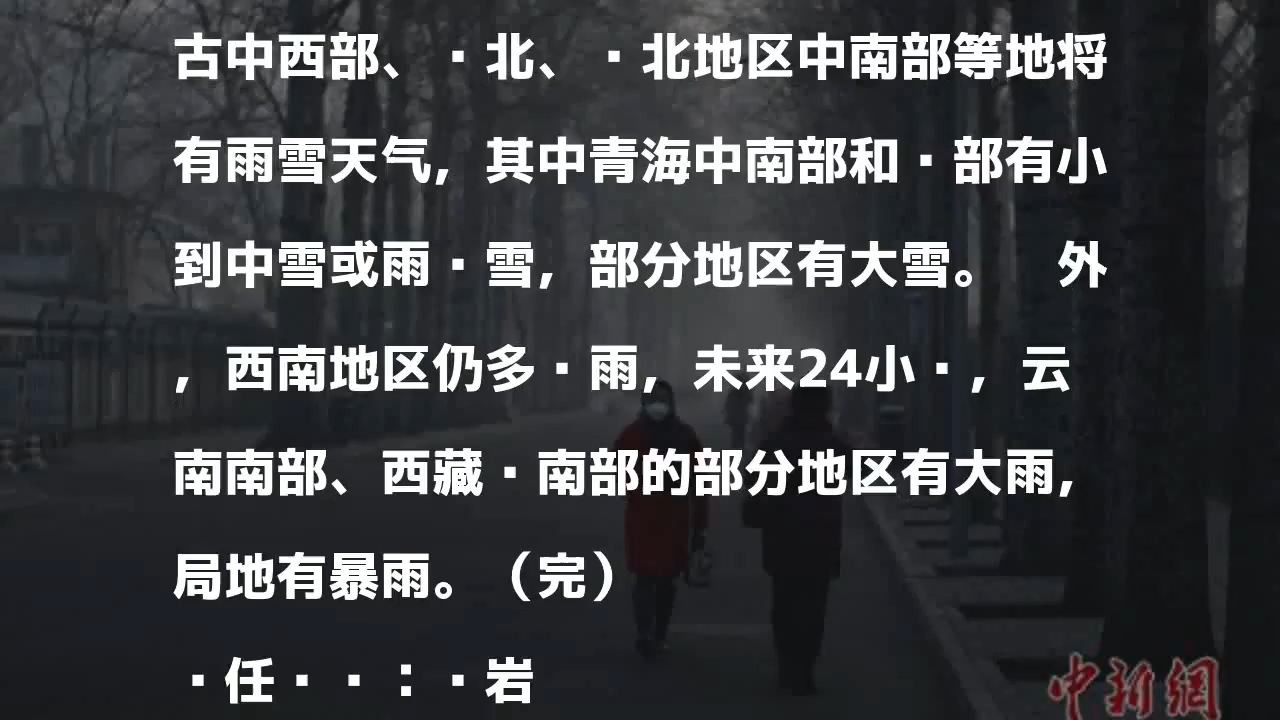 古中西部、·北、·北地区中南部等地将
有雨雪天气，其中青海中南部和·部有小
到中雪或雨·雪，部分地区有大雪。　外
，西南地区仍多·雨，未来24小·，云
南南部、西藏·南部的部分地区有大雨，
局地有暴雨。（完）
·任··：·岩
中新網